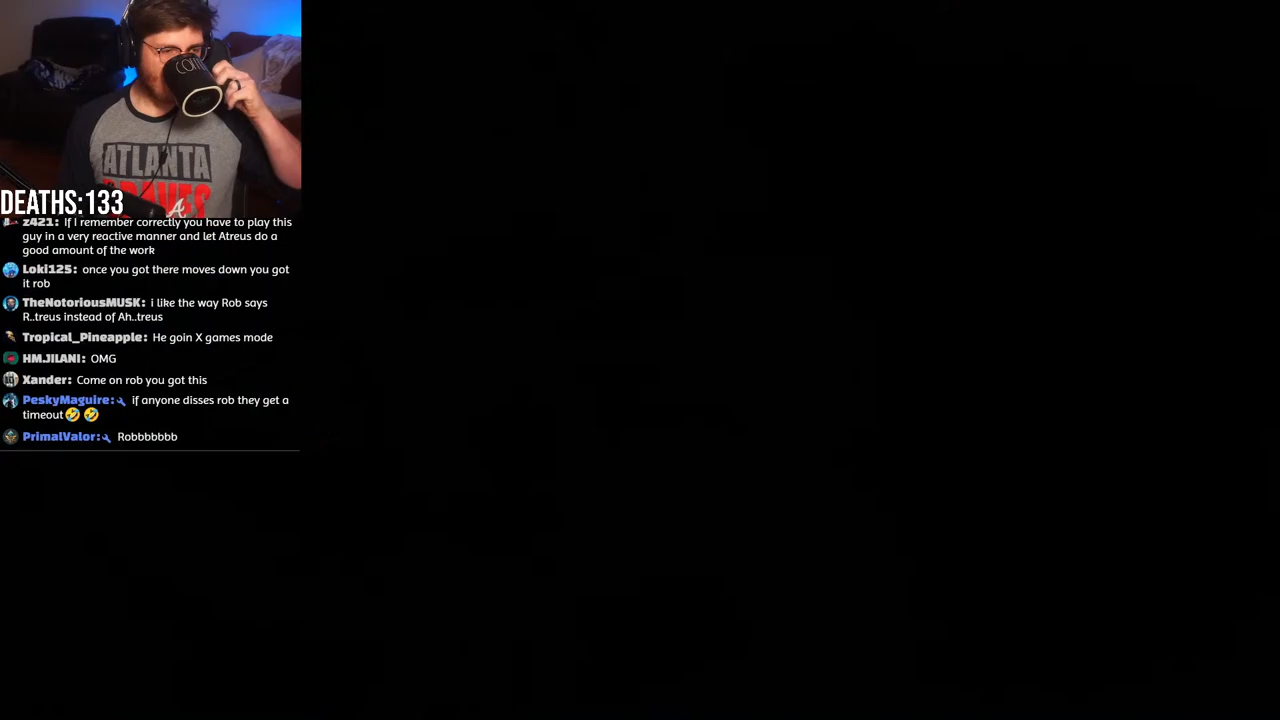 ATLANTA
BRAVES
DEATHS:133
z421: If I remember correctly you have to play this
guy in a very reactive manner and let Atreus do a
good amount of the work
Loki125: once you got there moves down you got
it rob
TheNotoriousMUSK: i like the way Rob says
R..treus instead of Ah..treus
Tropical_Pineapple: He goin X games mode
HM.JILANI: OMG
Xander: Come on rob you got this
PeskyMaguire: if anyone disses rob they get a
timeout🤣🤣
PrimalValor: Robbbbbbb